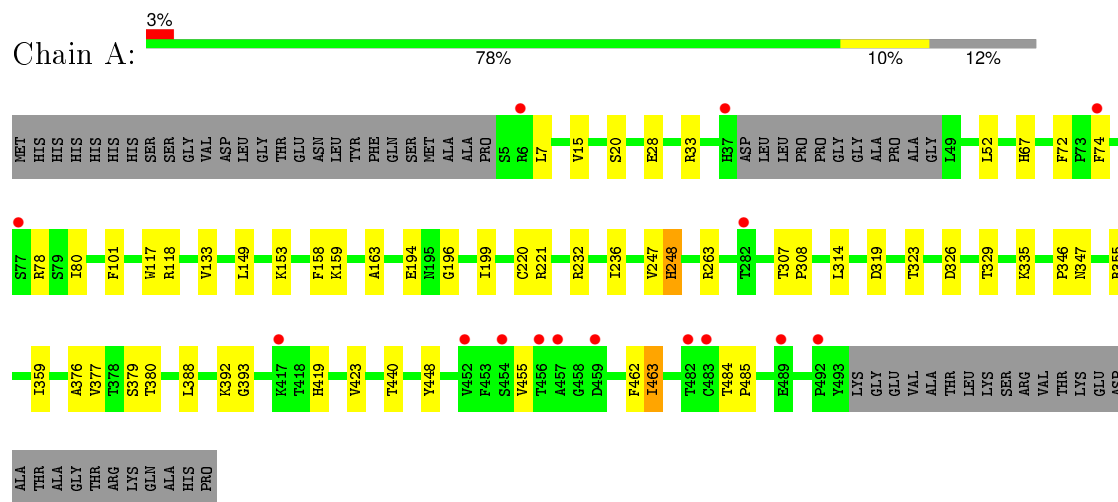 3%
Chain A:
78% 10% 12%
MET HIS HIS HIS HIS HIS HIS SER SER GLY VAL ASP LEU GLY THR GLU ASN LEU TYR PHE GLN SER MET ALA ALA PRO S5 R6 L7 V15 S20 E28 R33 H37 ASP LEU LEU PRO PRO GLY GLY ALA PRO ALA GLY L49 L52 H67 F72 P73 F74
S77 R78 S79 I80 F101 W117 R118 V133 L149 K153 F158 K159 A163 E194 N195 G196 I199 C220 R221 R232 I236 V247 H248 R263 T282 T307 P308 L314 D319 T323 D326 T329 K335 P346 N347 R355
I359 A376 V377 T378 S379 T380 L388 K392 G393 K417 T418 H419 V423 T440 Y448 V452 F453 S454 V455 T456 A457 G458 D459 F462 I463 T482 C483 T484 P485 E489 P492 Y493 LYS GLY GLU VAL ALA THR LEU LYS SER ARG VAL THR LYS GLU ASP
ALA THR ALA GLY THR ARG LYS GLN ALA HIS PRO